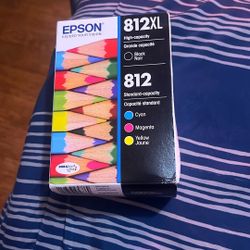 EPSON
812XL
High-capacity
Grande capacité
Black
Noir
812
Standard-capacity
Capacité standard
Cyan
Magenta
Yellow
Jaune